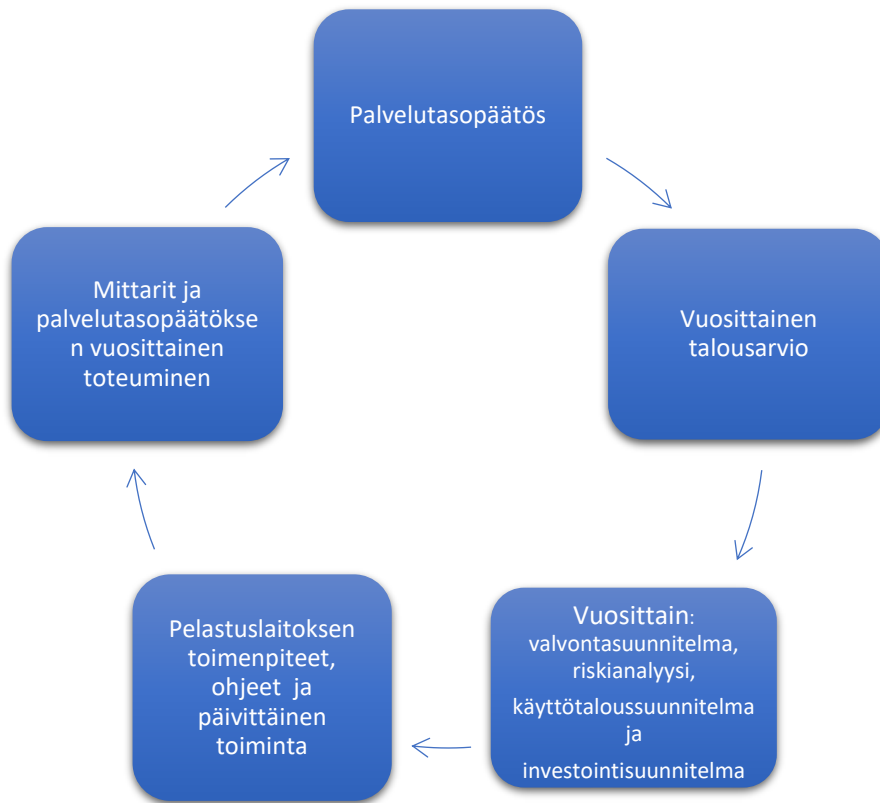 Palvelutasopäätös
Vuosittainen
talousarvio
Vuosittain:
valvontasuunnitelma,
riskianalyysi,
käyttötaloussuunnitelma
ja
investointisuunnitelma
Pelastuslaitoksen
toimenpiteet,
ohjeet ja
päivittäinen
toiminta
Mittarit ja
palvelutasopäätökse
n vuosittainen
toteuminen